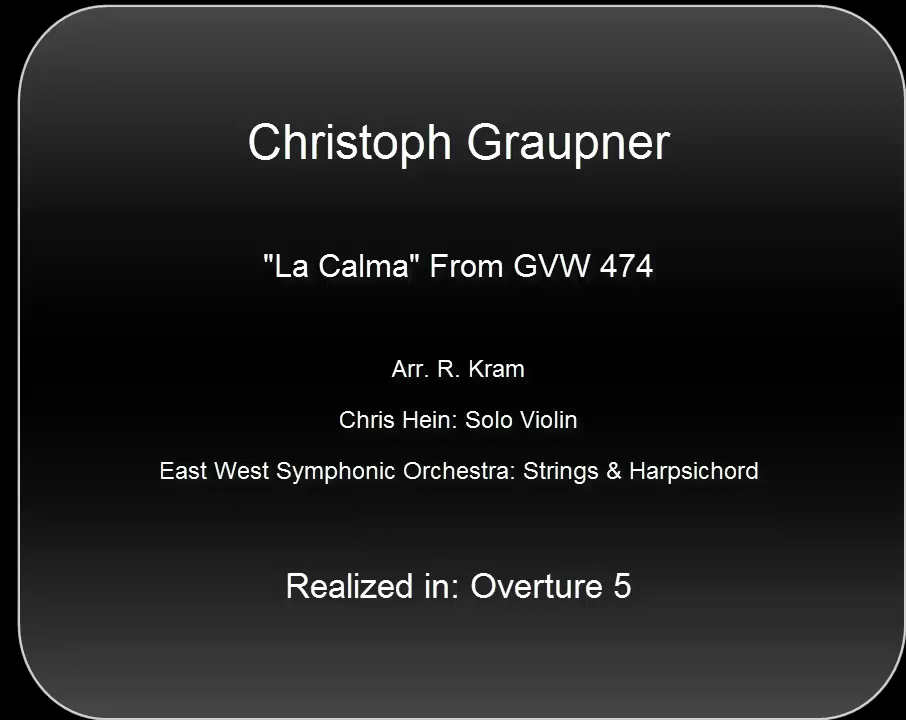 Christoph Graupner
"La Calma" From GVW 474
Arr. R. Kram
Chris Hein: Solo Violin
East West Symphonic Orchestra: Strings & Harpsichord
Realized in: Overture 5